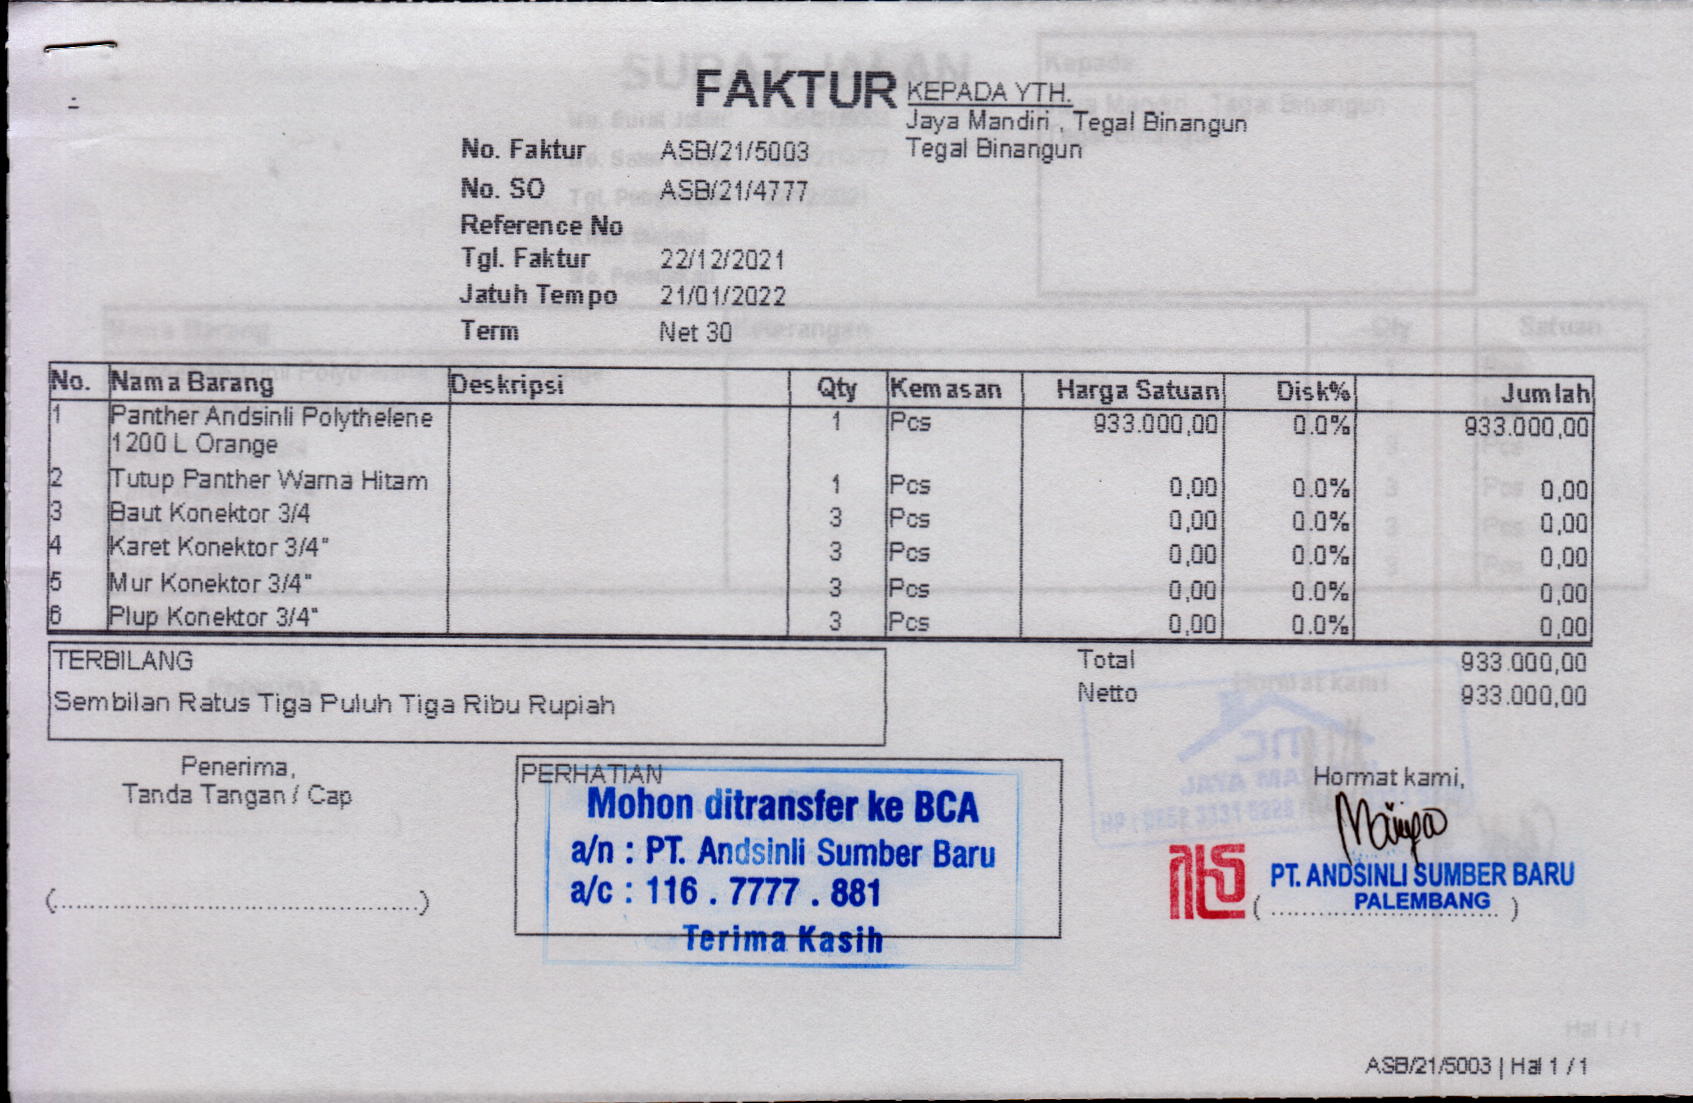 FAKTUR
KEPADA YTH.
Jaya Mandiri , Tegal Binangun
Tegal Binangun
No. Faktur ASB/21/5003
No. SO ASB/21/4777
Reference No
Tgl. Faktur 22/12/2021
Jatuh Tempo 21/01/2022
Term Net 30
No. Nama Barang Deskripsi Qty Kemasan Harga Satuan Disk% Jumlah
1 Panther Andsinli Polythelene 1 Pcs 933.000,00 0.0% 933.000,00
1200 L Orange
2 Tutup Panther Warna Hitam 1 Pcs 0,00 0.0% 0,00
3 Baut Konektor 3/4 3 Pcs 0,00 0.0% 0,00
4 Karet Konektor 3/4" 3 Pcs 0,00 0.0% 0,00
5 Mur Konektor 3/4" 3 Pcs 0,00 0.0% 0,00
6 Plup Konektor 3/4" 3 Pcs 0,00 0.0% 0,00
TERBILANG
Sembilan Ratus Tiga Puluh Tiga Ribu Rupiah
Total 933.000,00
Netto 933.000,00
Penerima,
Tanda Tangan / Cap
(..............................................)
PERHATIAN
Mohon ditransfer ke BCA
a/n : PT. Andsinli Sumber Baru
a/c : 116 . 7777 . 881
Terima Kasih
Hormat kami,
PT. ANDSINLI SUMBER BARU
PALEMBANG
(..............................)
ASB/21/5003 | Hal 1 / 1